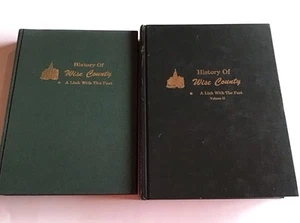 History Of
Wise County
A Link With The Past
History Of
Wise County
A Link With The Past
Volume II